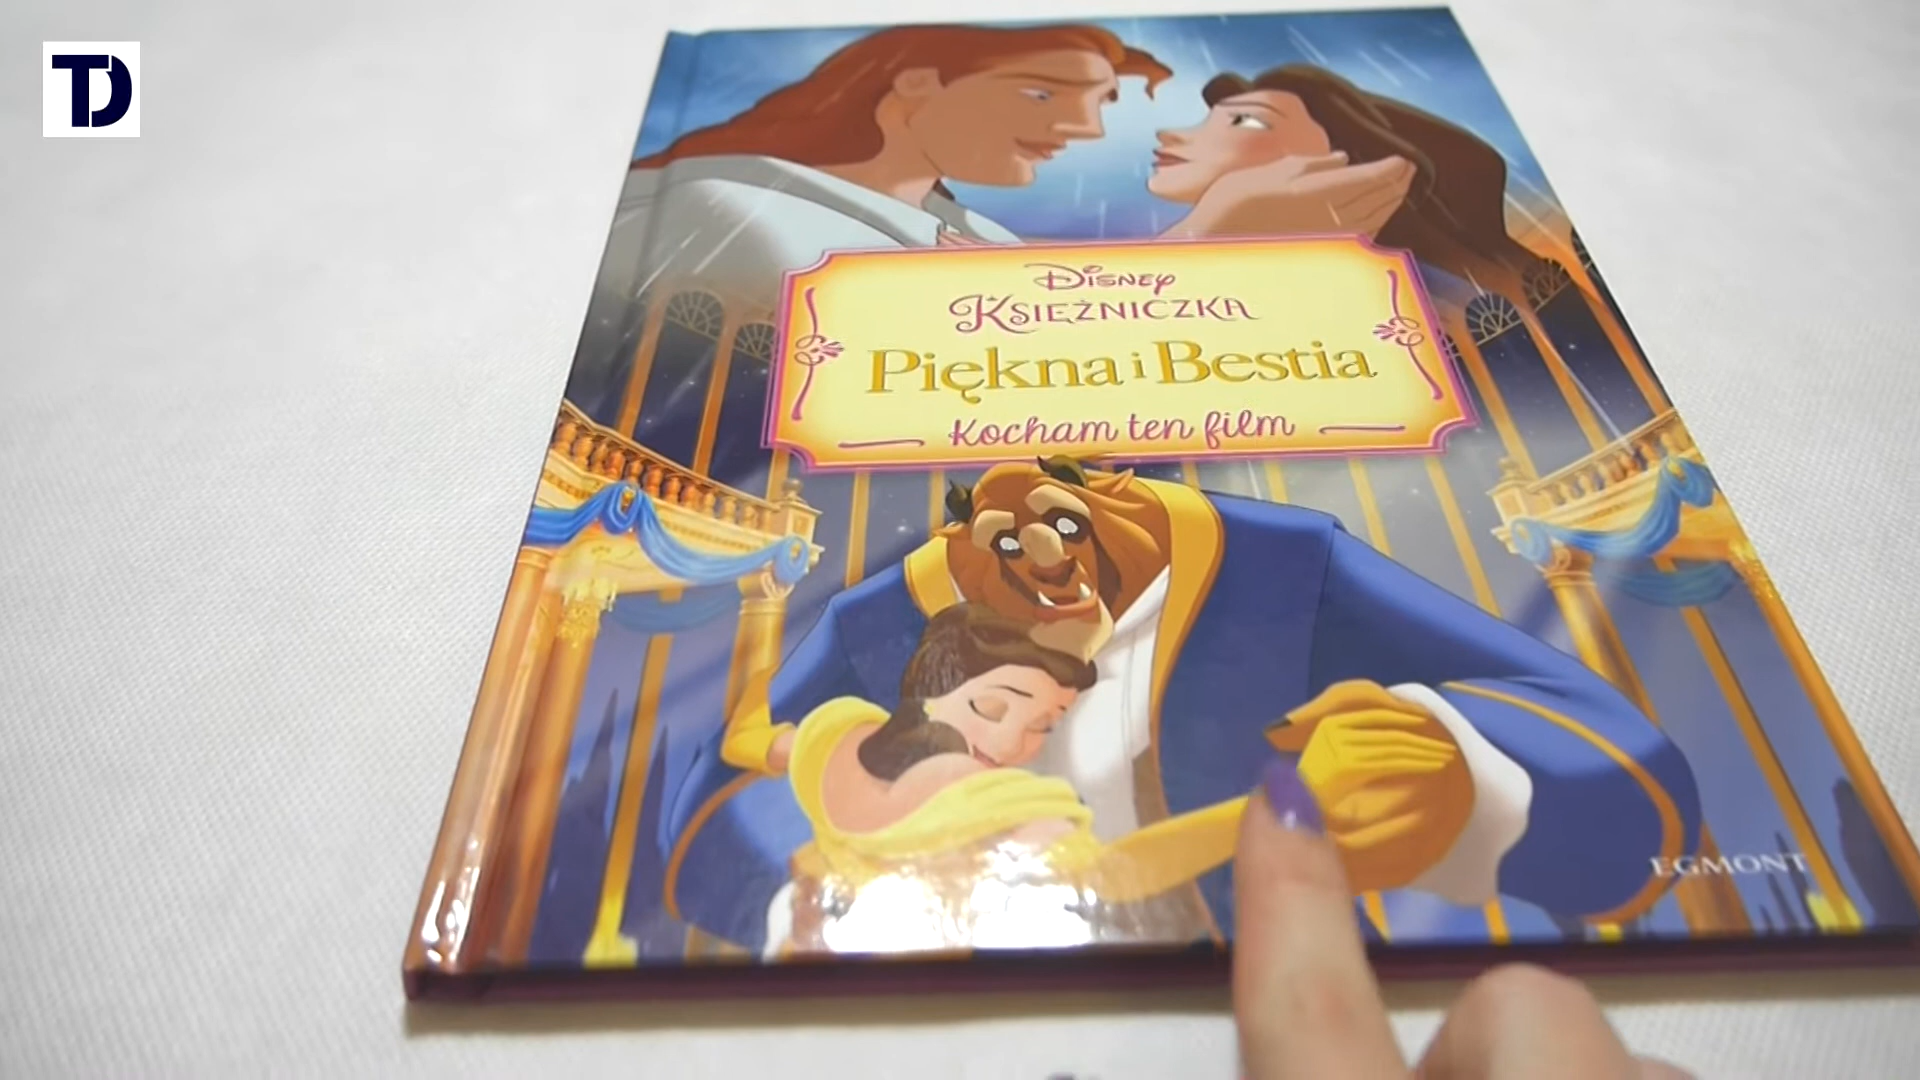 TD
Disney
Księżniczka
Piękna i Bestia
Kocham ten film
EGMONT